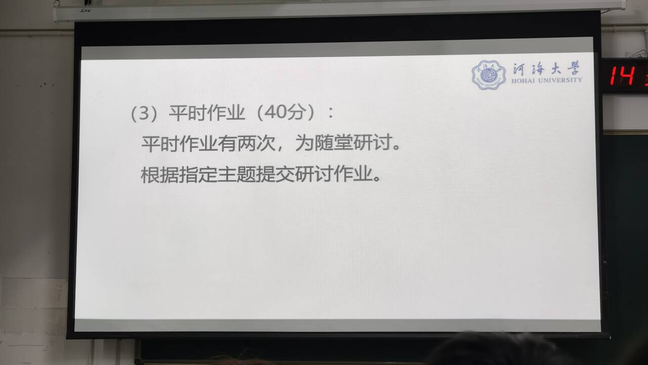 河海大学
HOHAI UNIVERSITY
（3）平时作业（40分）：
平时作业有两次，为随堂研讨。
根据指定主题提交研讨作业。
14